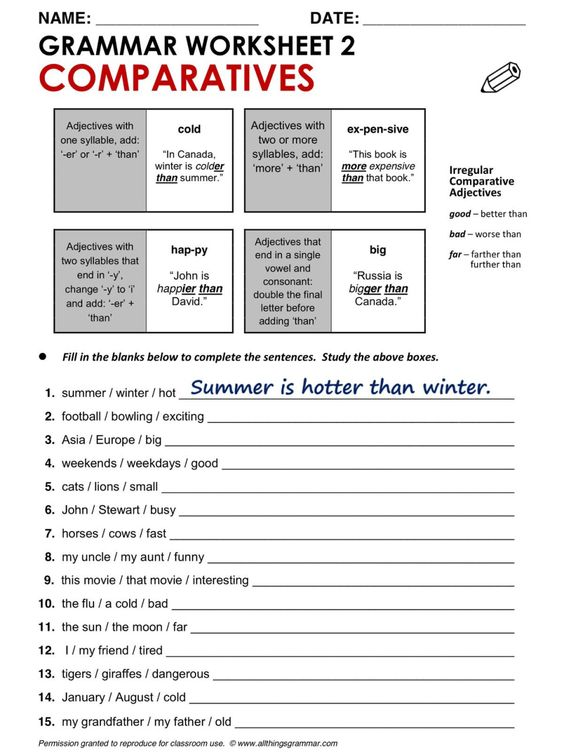 NAME: ____________________ DATE: ____________________
GRAMMAR WORKSHEET 2
COMPARATIVES
Adjectives with
one syllable, add:
‘-er’ or ‘-r’ + ‘than’
cold
“In Canada,
winter is colder
than summer.”
Adjectives with
two or more
syllables, add:
‘more’ + ‘than’
ex-pen-sive
“This book is
more expensive
than that book.”
Irregular
Comparative
Adjectives
good – better than
bad – worse than
far – farther than
further than
Adjectives with
two syllables that
end in ‘-y’,
change ‘-y’ to ‘i’
and add: ‘-er’ +
‘than’
hap-py
“John is
happier than
David.”
Adjectives that
end in a single
vowel and
consonant:
double the final
letter before
adding ‘than’
big
“Russia is
bigger than
Canada.”
● Fill in the blanks below to complete the sentences. Study the above boxes.
1. summer / winter / hot Summer is hotter than winter.
2. football / bowling / exciting
3. Asia / Europe / big
4. weekends / weekdays / good
5. cats / lions / small
6. John / Stewart / busy
7. horses / cows / fast
8. my uncle / my aunt / funny
9. this movie / that movie / interesting
10. the flu / a cold / bad
11. the sun / the moon / far
12. I / my friend / tired
13. tigers / giraffes / dangerous
14. January / August / cold
15. my grandfather / my father / old
Permission granted to reproduce for classroom use. © www.allthingsgrammar.com